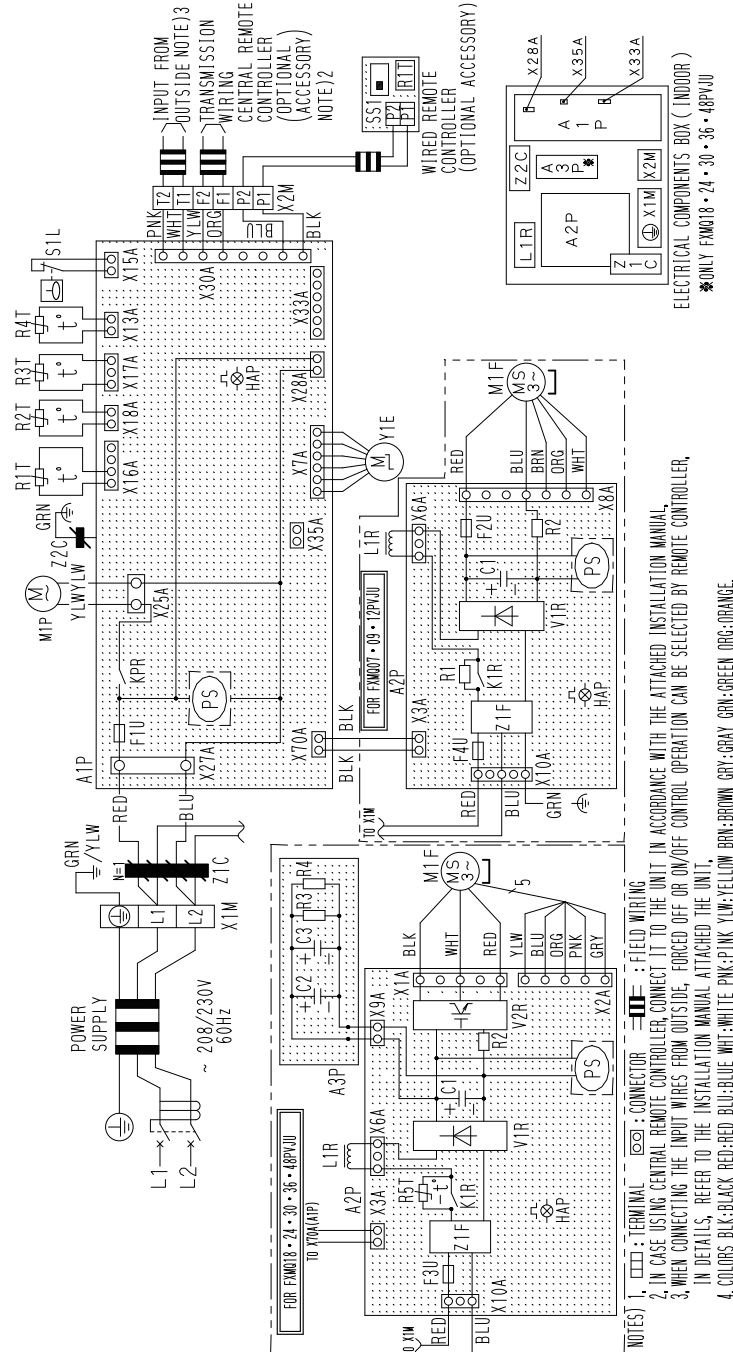 INPUT FROM
OUTSIDE NOTE)3
TRANSMISSION
WIRING
CENTRAL REMOTE
CONTROLLER
(OPTIONAL
ACCESSORY)
NOTE)2
T2
T1
F2
F1
P2
P1
X2M
PNK
WHT
YLW
ORG
BLU
BLK
SS1
P2
P1
R1T
WIRED REMOTE
CONTROLLER
(OPTIONAL ACCESSORY)
S1L
X15A
X30A
X33A
R4T
t°
X13A
R3T
t°
X17A
R2T
t°
X18A
R1T
t°
X16A
HAP
X28A
X7A
M
Y1E
X35A
GRN
Z2C
M
~
M1P
YLW
YLW
X25A
KPR
PS
F1U
X27A
A1P
X70A
RED
BLU
BLK
BLK
GRN
/YLW
N=1
Z1C
L1
L2
X1M
POWER
SUPPLY
~ 208/230V
60Hz
L1
L2
Z2C
L1R
A3P
A1P
A2P
X28A
X35A
X33A
X2M
X1M
Z1C
ELECTRICAL COMPONENTS BOX (INDOOR)
※ONLY FXMQ18・24・30・36・48PVJU
FOR FXMQ07・09・12PVJU
A2P
X3A
L1R
X6A
M1F
MS
3~
RED
BLU
BRN
ORG
WHT
X8A
F2U
R2
C1
PS
V1R
R1
K1R
Z1F
HAP
F4U
X10A
RED
BLU
GRN
TO X1M
FOR FXMQ18・24・30・36・48PVJU
TO X70A(A1P)
A2P
X3A
L1R
X6A
A3P
X9A
C2
C3
R3
R4
M1F
MS
3~
5
BLK
WHT
RED
YLW
BLU
ORG
PNK
GRY
X1A
X2A
V2R
R2
C1
PS
V1R
R5T
-t°
K1R
Z1F
HAP
F3U
X10A
RED
BLU
O X1M
NOTES) 1. : TERMINAL : CONNECTOR : FIELD WIRING
2. IN CASE USING CENTRAL REMOTE CONTROLLER, CONNECT IT TO THE UNIT IN ACCORDANCE WITH THE ATTACHED INSTALLATION MANUAL.
3. WHEN CONNECTING THE INPUT WIRES FROM OUTSIDE, FORCED OFF OR ON/OFF CONTROL OPERATION CAN BE SELECTED BY REMOTE CONTROLLER.
IN DETAILS, REFER TO THE INSTALLATION MANUAL ATTACHED THE UNIT.
4. COLORS BLK:BLACK RED:RED BLU:BLUE WHT:WHITE PNK:PINK YLW:YELLOW BRN:BROWN GRY:GRAY GRN:GREEN ORG:ORANGE.